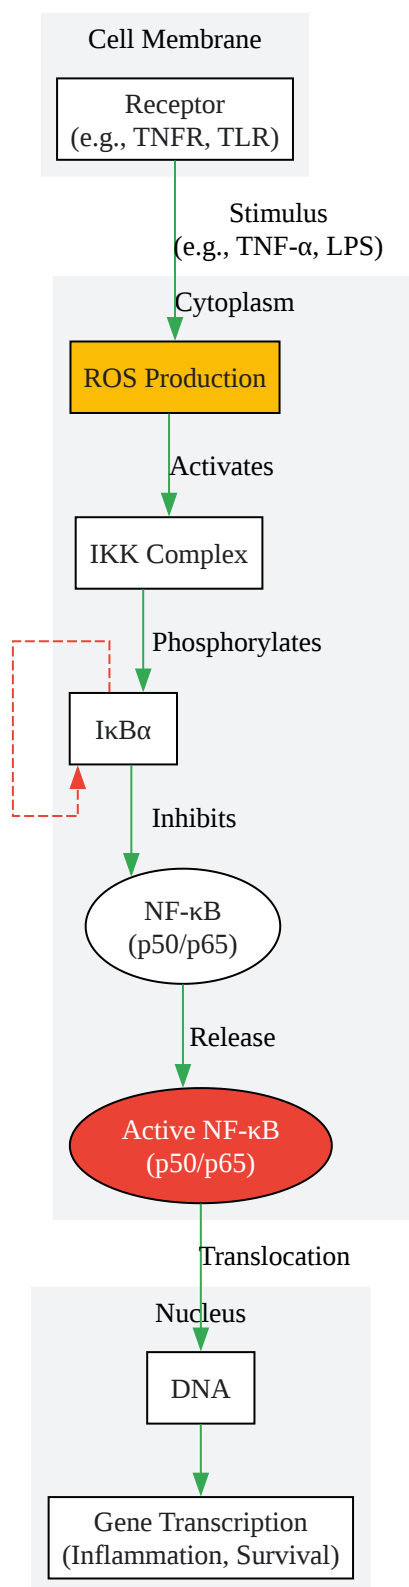 Cell Membrane
Receptor
(e.g., TNFR, TLR)
Stimulus
(e.g., TNF-α, LPS)
Cytoplasm
ROS Production
Activates
IKK Complex
Phosphorylates
IκBα
Inhibits
NF-κB
(p50/p65)
Release
Active NF-κB
(p50/p65)
Translocation
Nucleus
DNA
Gene Transcription
(Inflammation, Survival)